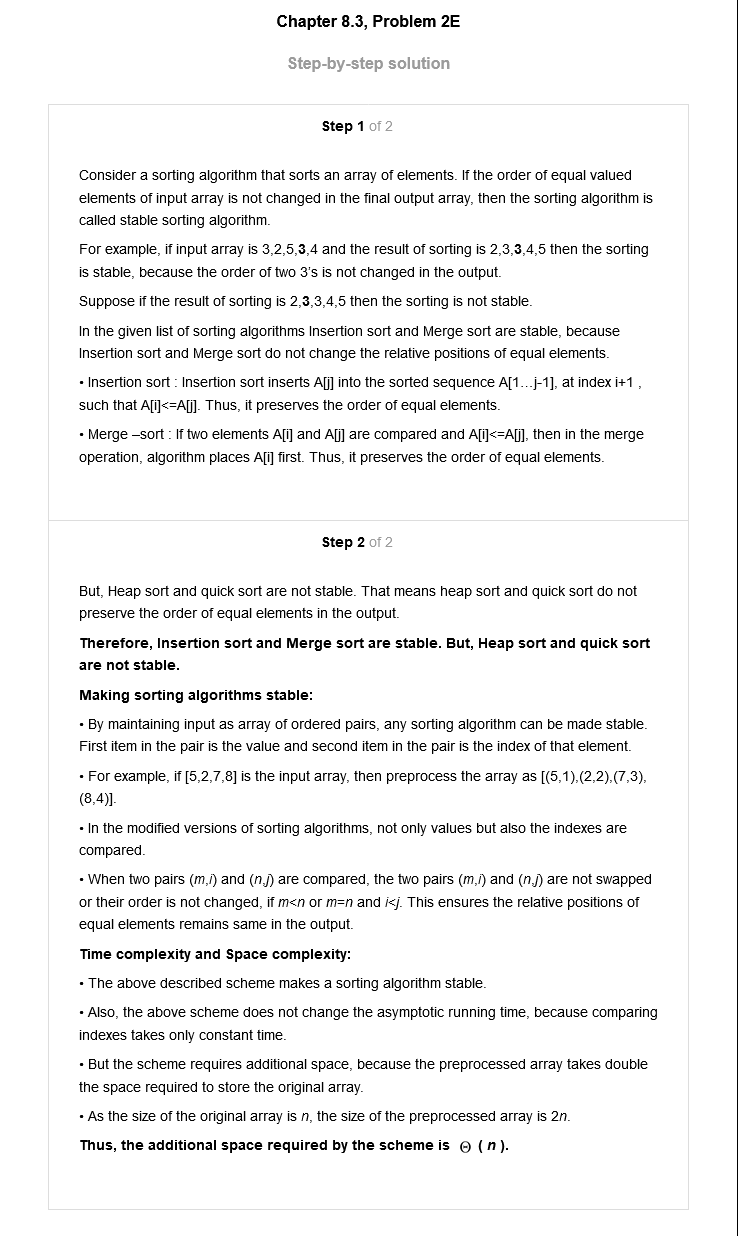 Chapter 8.3, Problem 2E
Step-by-step solution
Step 1 of 2
Consider a sorting algorithm that sorts an array of elements. If the order of equal valued
elements of input array is not changed in the final output array, then the sorting algorithm is
called stable sorting algorithm.
For example, if input array is 3,2,5,3,4 and the result of sorting is 2,3,3,4,5 then the sorting
is stable, because the order of two 3's is not changed in the output.
Suppose if the result of sorting is 2,3,3,4,5 then the sorting is not stable.
In the given list of sorting algorithms Insertion sort and Merge sort are stable, because
Insertion sort and Merge sort do not change the relative positions of equal elements.
• Insertion sort : Insertion sort inserts A[j] into the sorted sequence A[1…j-1], at index i+1 ,
such that A[i]<=A[j]. Thus, it preserves the order of equal elements.
• Merge –sort : If two elements A[i] and A[j] are compared and A[i]<=A[j], then in the merge
operation, algorithm places A[i] first. Thus, it preserves the order of equal elements.
Step 2 of 2
But, Heap sort and quick sort are not stable. That means heap sort and quick sort do not
preserve the order of equal elements in the output.
Therefore, Insertion sort and Merge sort are stable. But, Heap sort and quick sort
are not stable.
Making sorting algorithms stable:
• By maintaining input as array of ordered pairs, any sorting algorithm can be made stable.
First item in the pair is the value and second item in the pair is the index of that element.
• For example, if [5,2,7,8] is the input array, then preprocess the array as [(5,1),(2,2),(7,3),
(8,4)].
• In the modified versions of sorting algorithms, not only values but also the indexes are
compared.
• When two pairs (m,i) and (n,j) are compared, the two pairs (m,i) and (n,j) are not swapped
or their order is not changed, if m<n or m=n and i<j. This ensures the relative positions of
equal elements remains same in the output.
Time complexity and Space complexity:
• The above described scheme makes a sorting algorithm stable.
• Also, the above scheme does not change the asymptotic running time, because comparing
indexes takes only constant time.
• But the scheme requires additional space, because the preprocessed array takes double
the space required to store the original array.
• As the size of the original array is n, the size of the preprocessed array is 2n.
Thus, the additional space required by the scheme is Θ ( n ).